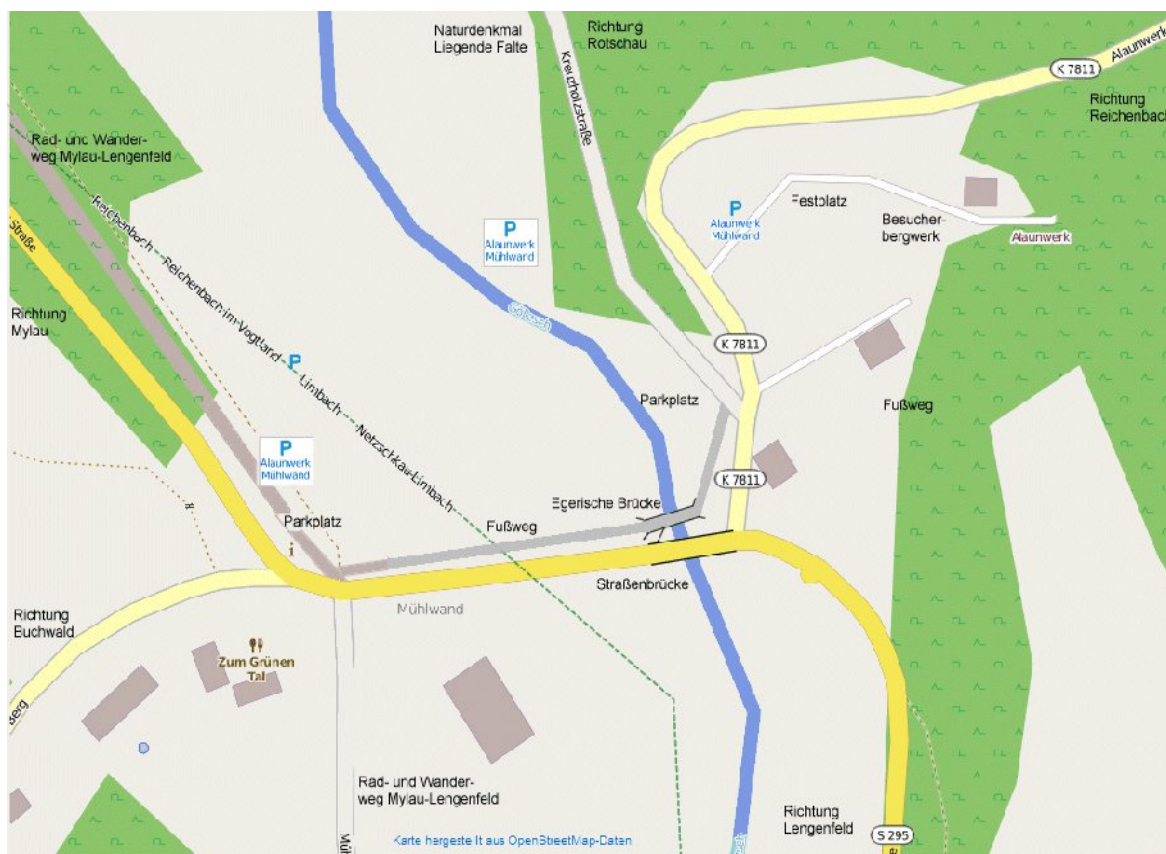 Naturdenkmal
Liegende Falte
Richtung
Rotschau
Kreuzholzstraße
K 7811
Alaunwerk
Richtung
Reichenbach
Rad- und Wander-
weg Mylau-Lengenfeld
Reichenbach
Reichenbach im Vogtland
Limbach
Netzschkau-Limbach
Straße
Richtung
Mylau
P
Alaunwerk
Mühlwand
P
Alaunwerk
Mühlwand
Festplatz
Besucher-
bergwerk
Alaunwerk
Göltzsch
K 7811
P
Parkplatz
Fußweg
P
Alaunwerk
Mühlwand
Parkplatz
i
K 7811
Egerische Brücke
Fußweg
Straßenbrücke
Mühlwand
Richtung
Buchwald
Zum Grünen
Tal
Berg
Rad- und Wander-
weg Mylau-Lengenfeld
Richtung
Lengenfeld
S 295
Karte hergestellt aus OpenStreetMap-Daten